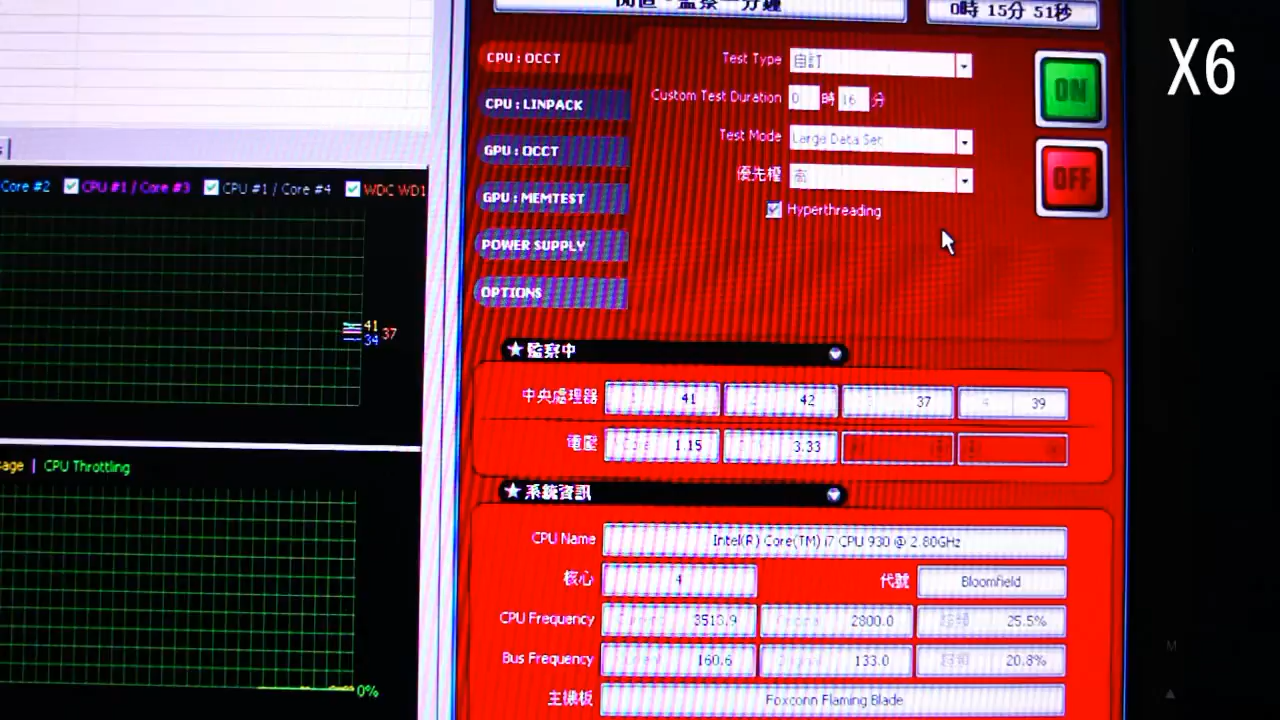 0時 15分 51秒
X6
CPU : OCCT
Test Type 自訂
ON
CPU : LINPACK
Custom Test Duration 0 時 16 分
GPU : OCCT
Test Mode Large Data Set
OFF
GPU : MEMTEST
優先權 高
Hyperthreading
POWER SUPPLY
OPTIONS
Core #2 CPU #1 / Core #3 CPU #1 / Core #4 WDC WD1
41
37
34
監察中
中央處理器 41 42 37 4 39
電壓 1.15 3.33
CPU Throttling
0%
系統資訊
CPU Name Intel(R) Core(TM) i7 CPU 930 @ 2.80GHz
核心 4 代號 Bloomfield
CPU Frequency 3513.9 2800.0 25.5%
Bus Frequency 160.6 133.0 20.8%
主機板 Foxconn Flaming Blade
M